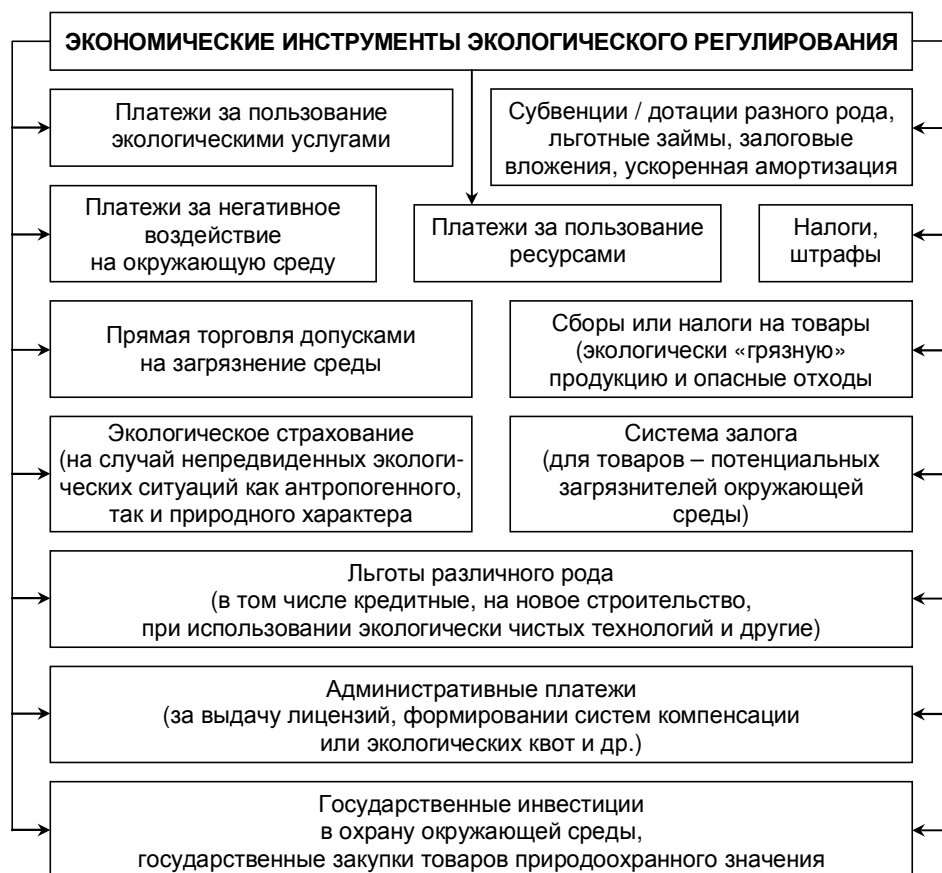 ЭКОНОМИЧЕСКИЕ ИНСТРУМЕНТЫ ЭКОЛОГИЧЕСКОГО РЕГУЛИРОВАНИЯ
Платежи за пользование
экологическими услугами
Субвенции / дотации разного рода,
льготные займы, залоговые
вложения, ускоренная амортизация
Платежи за негативное
воздействие
на окружающую среду
Платежи за пользование
ресурсами
Налоги,
штрафы
Прямая торговля допусками
на загрязнение среды
Сборы или налоги на товары
(экологически «грязную»
продукцию и опасные отходы
Экологическое страхование
(на случай непредвиденных экологи-
ческих ситуаций как антропогенного,
так и природного характера
Система залога
(для товаров – потенциальных
загрязнителей окружающей
среды)
Льготы различного рода
(в том числе кредитные, на новое строительство,
при использовании экологически чистых технологий и другие)
Административные платежи
(за выдачу лицензий, формировании систем компенсации
или экологических квот и др.)
Государственные инвестиции
в охрану окружающей среды,
государственные закупки товаров природоохранного значения